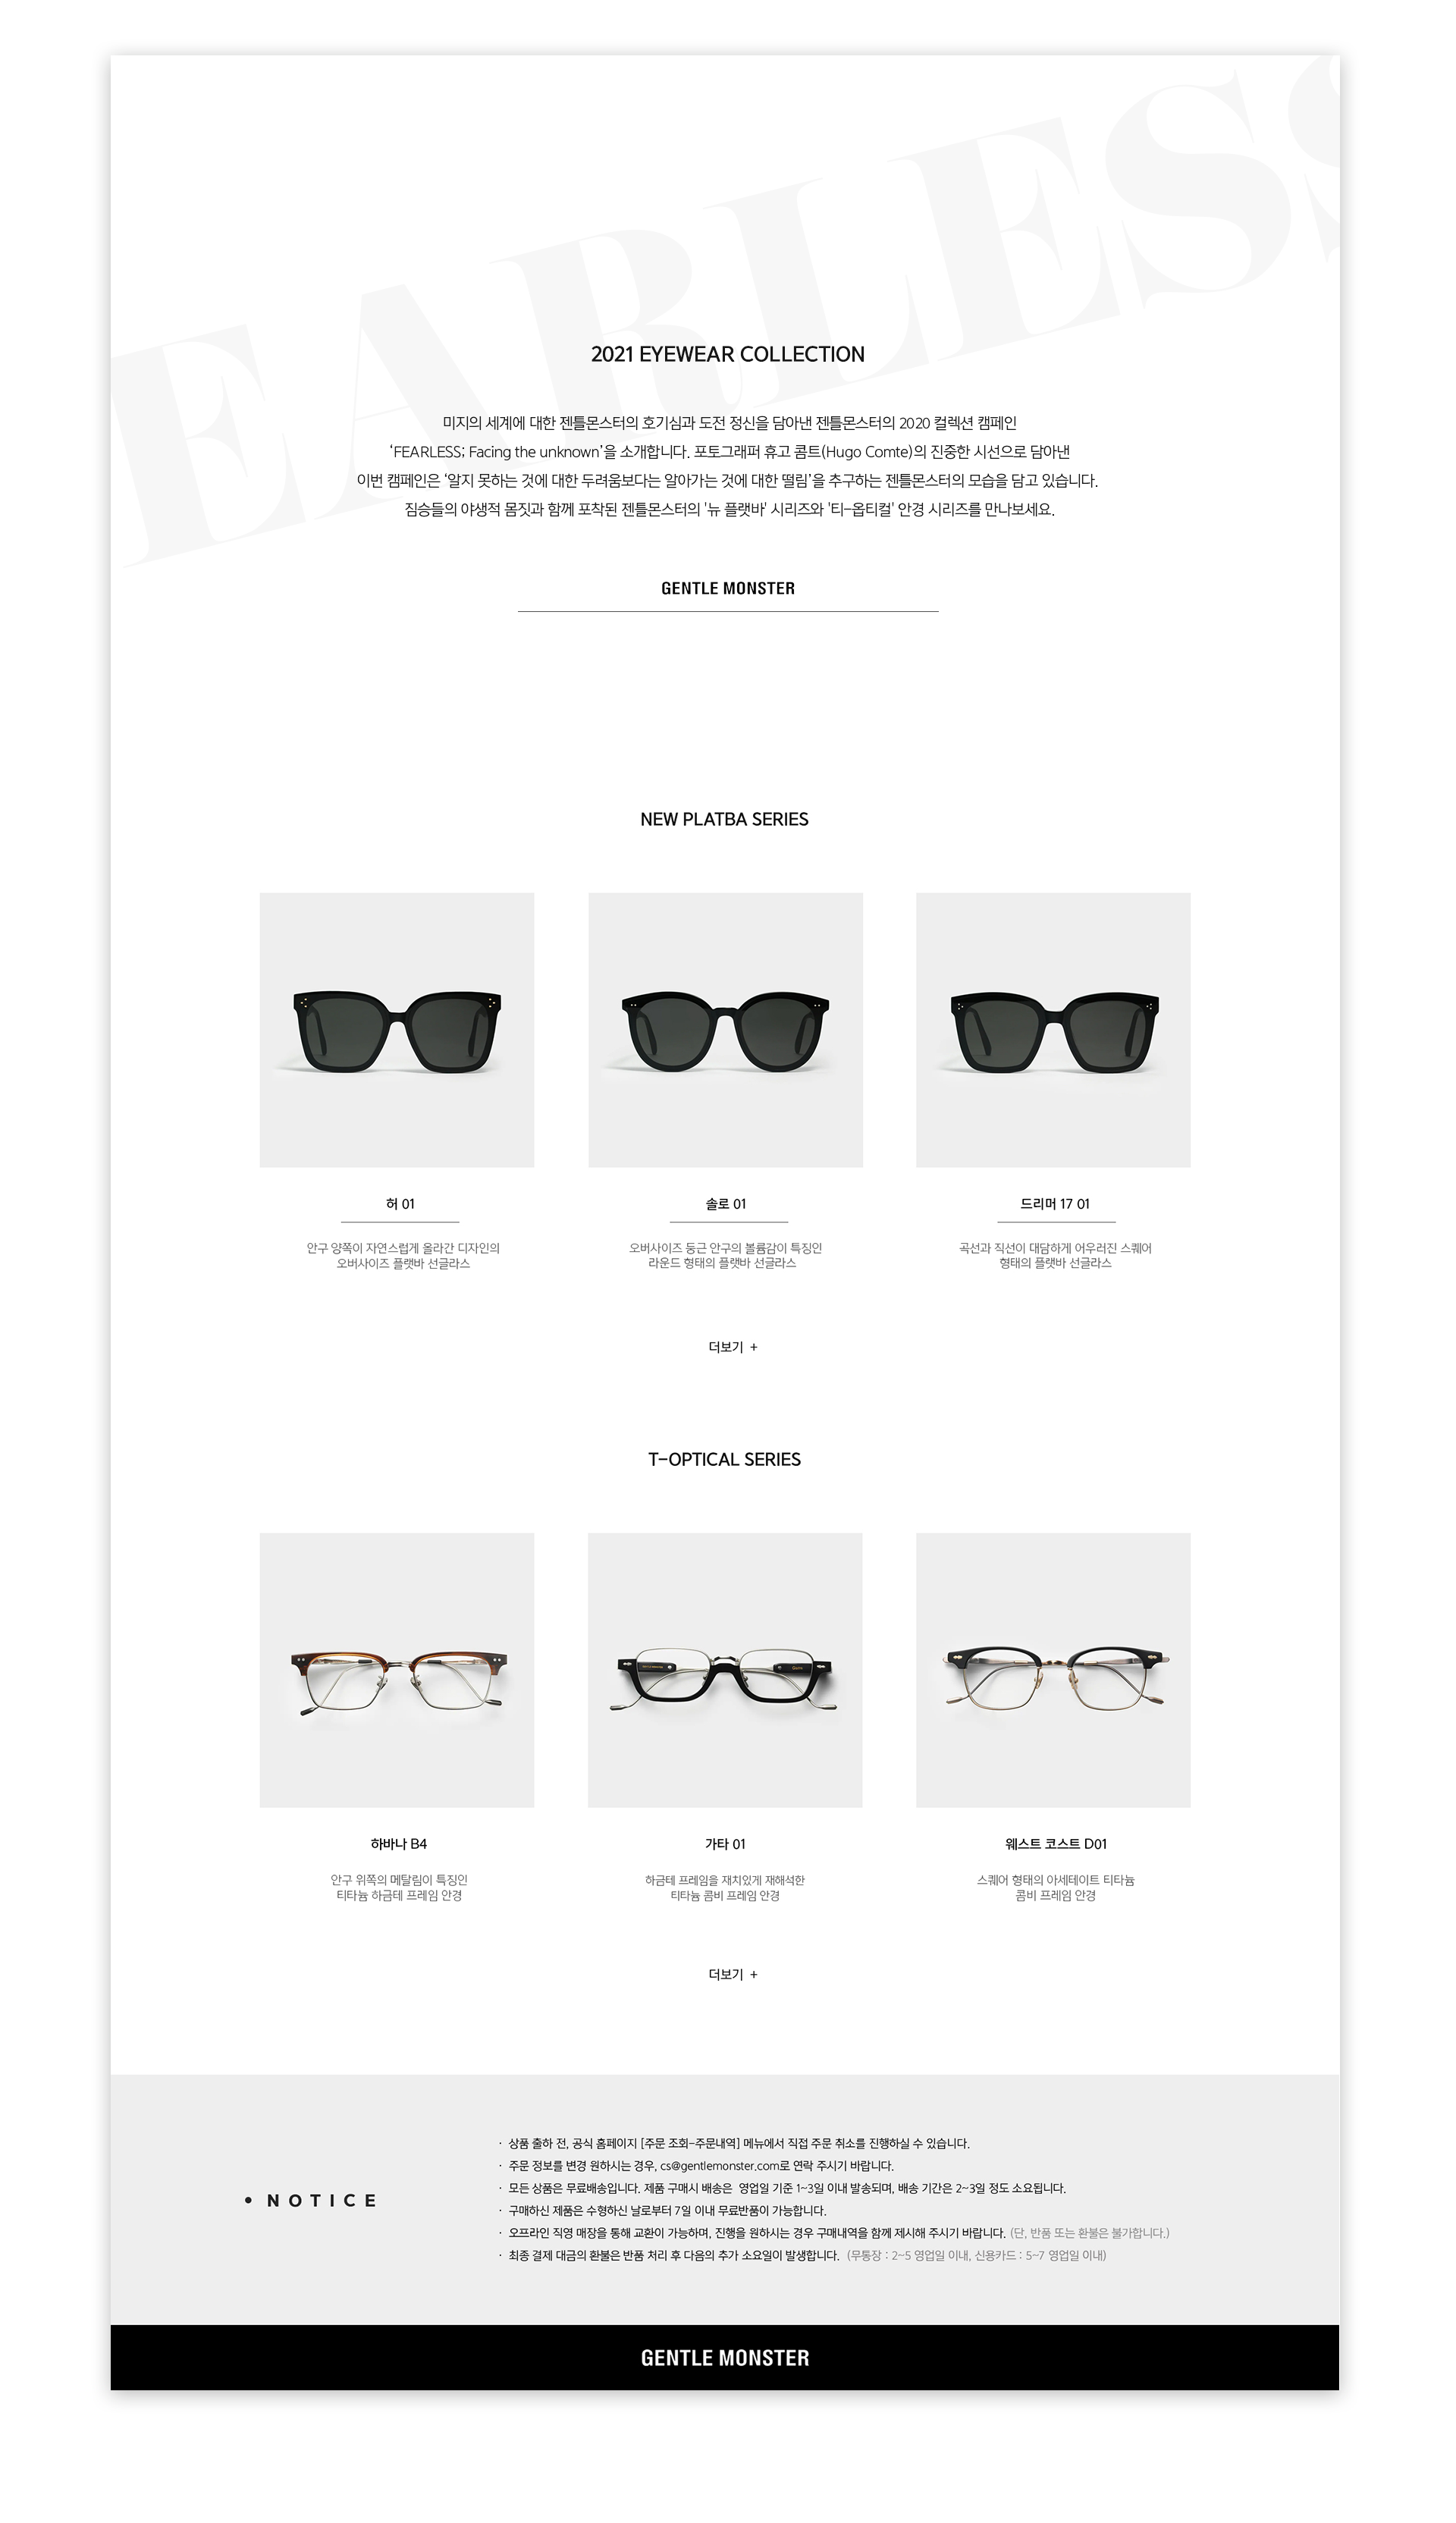 FEARLESS
2021 EYEWEAR COLLECTION
미지의 세계에 대한 젠틀몬스터의 호기심과 도전 정신을 담아낸 젠틀몬스터의 2020 컬렉션 캠페인
‘FEARLESS; Facing the unknown’을 소개합니다. 포토그래퍼 휴고 콤트(Hugo Comte)의 진중한 시선으로 담아낸
이번 캠페인은 ‘알지 못하는 것에 대한 두려움보다는 알아가는 것에 대한 떨림’을 추구하는 젠틀몬스터의 모습을 담고 있습니다.
짐승들의 야생적 몸짓과 함께 포착된 젠틀몬스터의 '뉴 플랫바' 시리즈와 '티-옵티컬' 안경 시리즈를 만나보세요.
GENTLE MONSTER
NEW PLATBA SERIES
허 01
솔로 01
드리머 17 01
안구 양쪽이 자연스럽게 올라간 디자인의
오버사이즈 플랫바 선글라스
오버사이즈 둥근 안구의 볼륨감이 특징인
라운드 형태의 플랫바 선글라스
곡선과 직선이 대담하게 어우러진 스퀘어
형태의 플랫바 선글라스
더보기 +
T-OPTICAL SERIES
하바나 B4
가타 01
웨스트 코스트 D01
안구 위쪽의 메탈림이 특징인
티타늄 하금테 프레임 안경
하금테 프레임을 재치있게 재해석한
티타늄 콤비 프레임 안경
스퀘어 형태의 아세테이트 티타늄
콤비 프레임 안경
더보기 +
• NOTICE
· 상품 출하 전, 공식 홈페이지 [주문 조회-주문내역] 메뉴에서 직접 주문 취소를 진행하실 수 있습니다.
· 주문 정보를 변경 원하시는 경우, cs@gentlemonster.com로 연락 주시기 바랍니다.
· 모든 상품은 무료배송입니다. 제품 구매시 배송은 영업일 기준 1~3일 이내 발송되며, 배송 기간은 2~3일 정도 소요됩니다.
· 구매하신 제품은 수형하신 날로부터 7일 이내 무료반품이 가능합니다.
· 오프라인 직영 매장을 통해 교환이 가능하며, 진행을 원하시는 경우 구매내역을 함께 제시해 주시기 바랍니다. (단, 반품 또는 환불은 불가합니다.)
· 최종 결제 대금의 환불은 반품 처리 후 다음의 추가 소요일이 발생합니다. (무통장 : 2~5 영업일 이내, 신용카드 : 5~7 영업일 이내)
GENTLE MONSTER